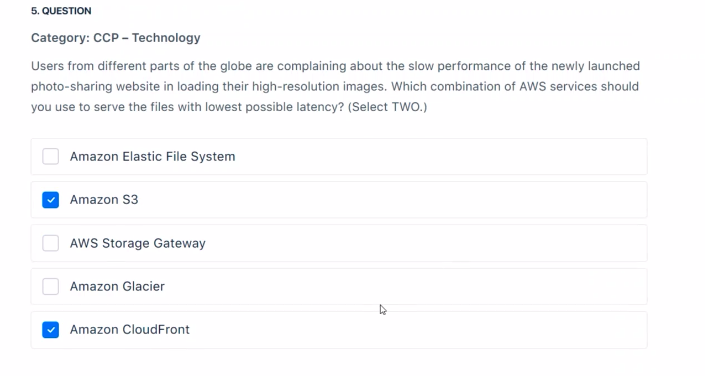 5. QUESTION
Category: CCP – Technology
Users from different parts of the globe are complaining about the slow performance of the newly launched
photo-sharing website in loading their high-resolution images. Which combination of AWS services should
you use to serve the files with lowest possible latency? (Select TWO.)
Amazon Elastic File System
Amazon S3
AWS Storage Gateway
Amazon Glacier
Amazon CloudFront